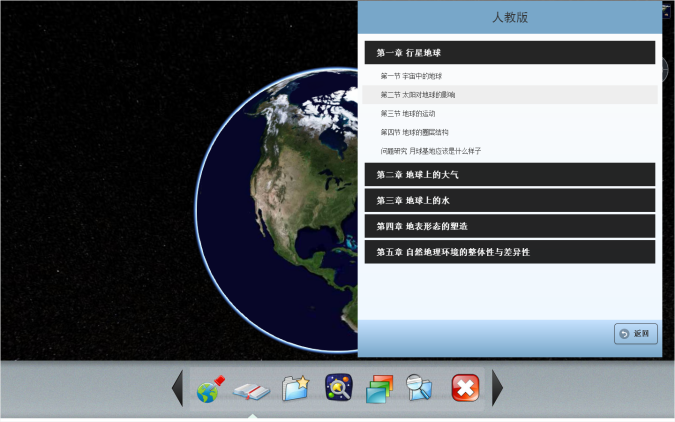 人教版
第一章 行星地球
第一节 宇宙中的地球
第二节 太阳对地球的影响
第三节 地球的运动
第四节 地球的圈层结构
问题研究 月球基地应该是什么样子
第二章 地球上的大气
第三章 地球上的水
第四章 地表形态的塑造
第五章 自然地理环境的整体性与差异性
返回